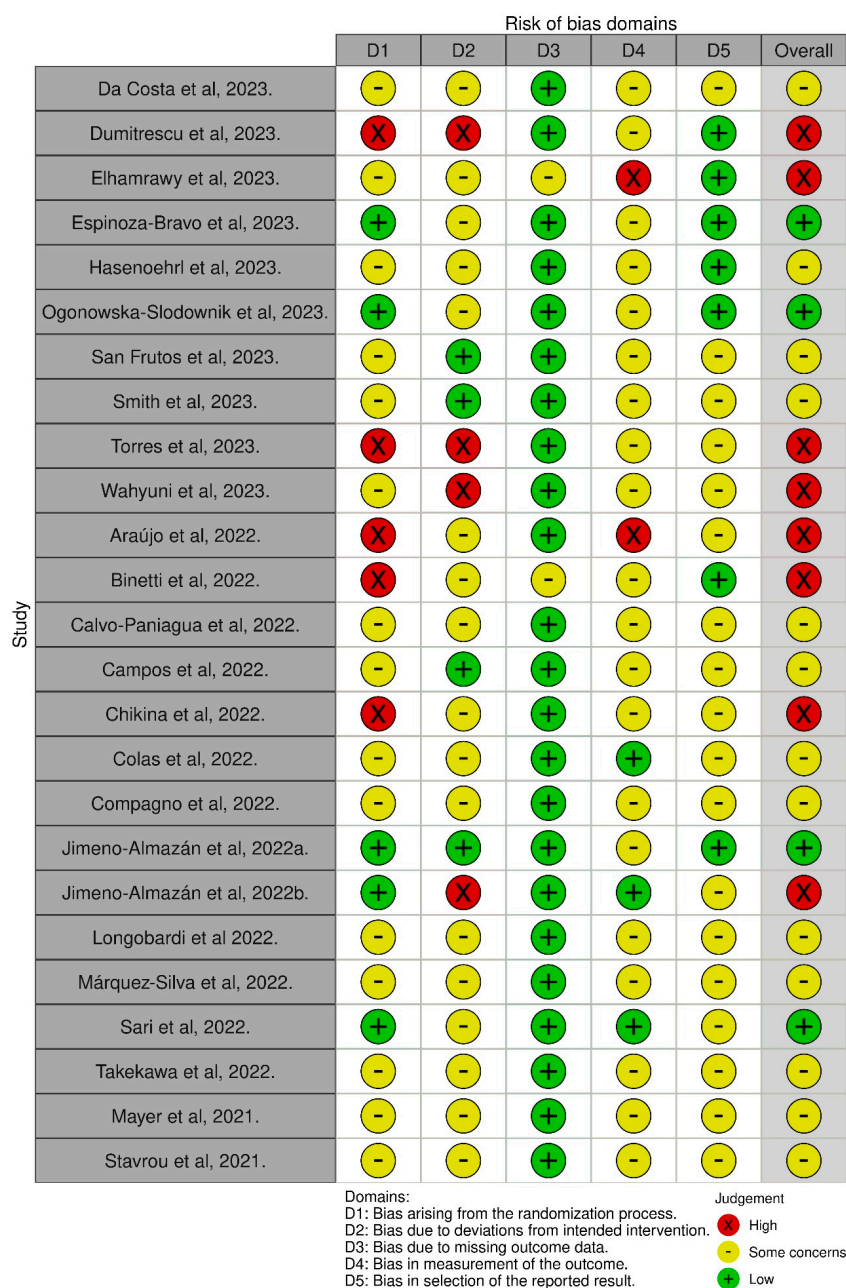 Risk of bias domains
D1 D2 D3 D4 D5 Overall
Da Costa et al, 2023. - - + - - -
Dumitrescu et al, 2023. X X + - + X
Elhamrawy et al, 2023. - - - X + X
Espinoza-Bravo et al, 2023. + - + - + +
Hasenoehrl et al, 2023. - - + - + -
Ogonowska-Slodownik et al, 2023. + - + - + +
San Frutos et al, 2023. - + + - - -
Smith et al, 2023. - + + - - -
Torres et al, 2023. X X + - - X
Wahyuni et al, 2023. - X + - - X
Araújo et al, 2022. X - + X - X
Binetti et al, 2022. X - - - + X
Study
Calvo-Paniagua et al, 2022. - - + - - -
Campos et al, 2022. - + + - - -
Chikina et al, 2022. X - + - - X
Colas et al, 2022. - - + + - -
Compagno et al, 2022. - - + - - -
Jimeno-Almazán et al, 2022a. + + + - + +
Jimeno-Almazán et al, 2022b. + X + + - X
Longobardi et al 2022. - - + - - -
Márquez-Silva et al, 2022. - - + - - -
Sari et al, 2022. + - + + - +
Takekawa et al, 2022. - - + - - -
Mayer et al, 2021. - - + - - -
Stavrou et al, 2021. - - + - - -
Domains:
D1: Bias arising from the randomization process.
D2: Bias due to deviations from intended intervention.
D3: Bias due to missing outcome data.
D4: Bias in measurement of the outcome.
D5: Bias in selection of the reported result.
Judgement
X High
- Some concerns
+ Low